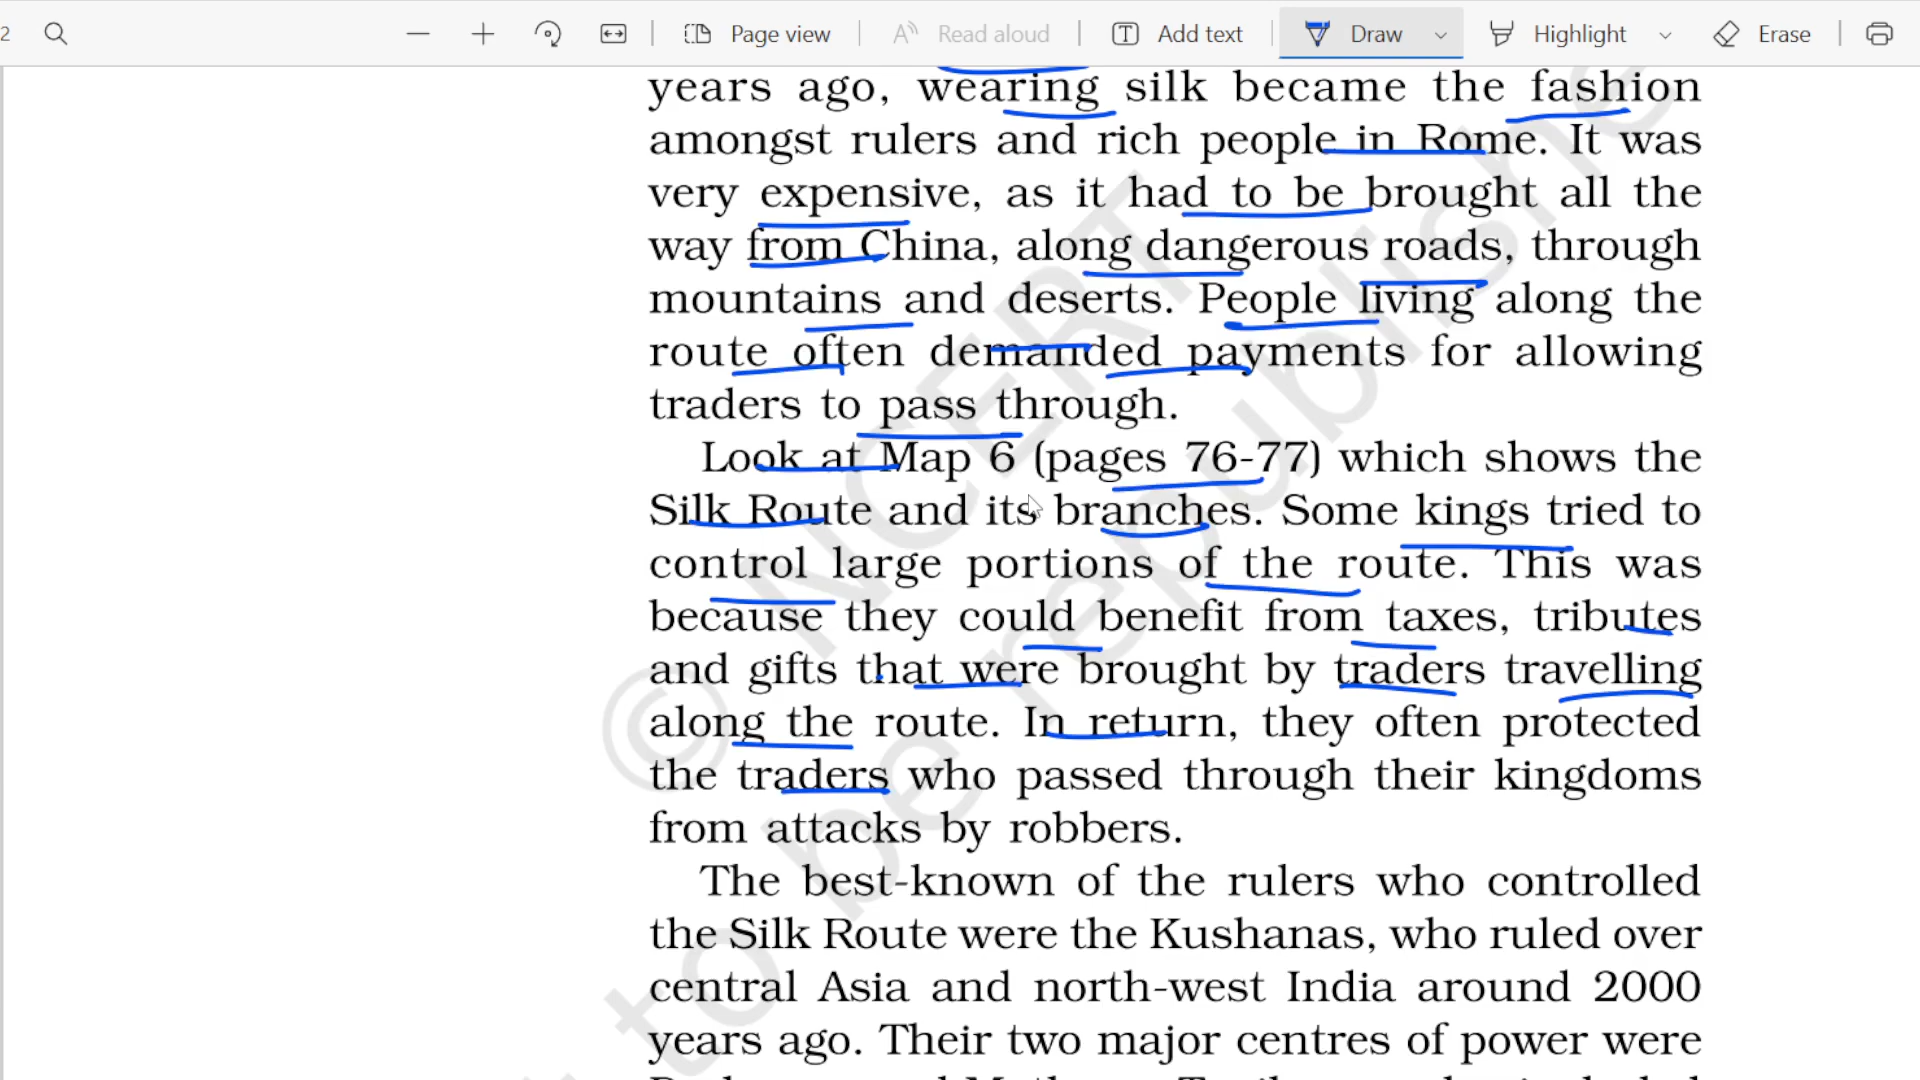 2
Page view
Read aloud
Add text
Draw
Highlight
Erase
years ago, wearing silk became the fashion
amongst rulers and rich people in Rome. It was
very expensive, as it had to be brought all the
way from China, along dangerous roads, through
mountains and deserts. People living along the
route often demanded payments for allowing
traders to pass through.
Look at Map 6 (pages 76-77) which shows the
Silk Route and its branches. Some kings tried to
control large portions of the route. This was
because they could benefit from taxes, tributes
and gifts that were brought by traders travelling
along the route. In return, they often protected
the traders who passed through their kingdoms
from attacks by robbers.
The best-known of the rulers who controlled
the Silk Route were the Kushanas, who ruled over
central Asia and north-west India around 2000
years ago. Their two major centres of power were
© NCERT
to be republishe